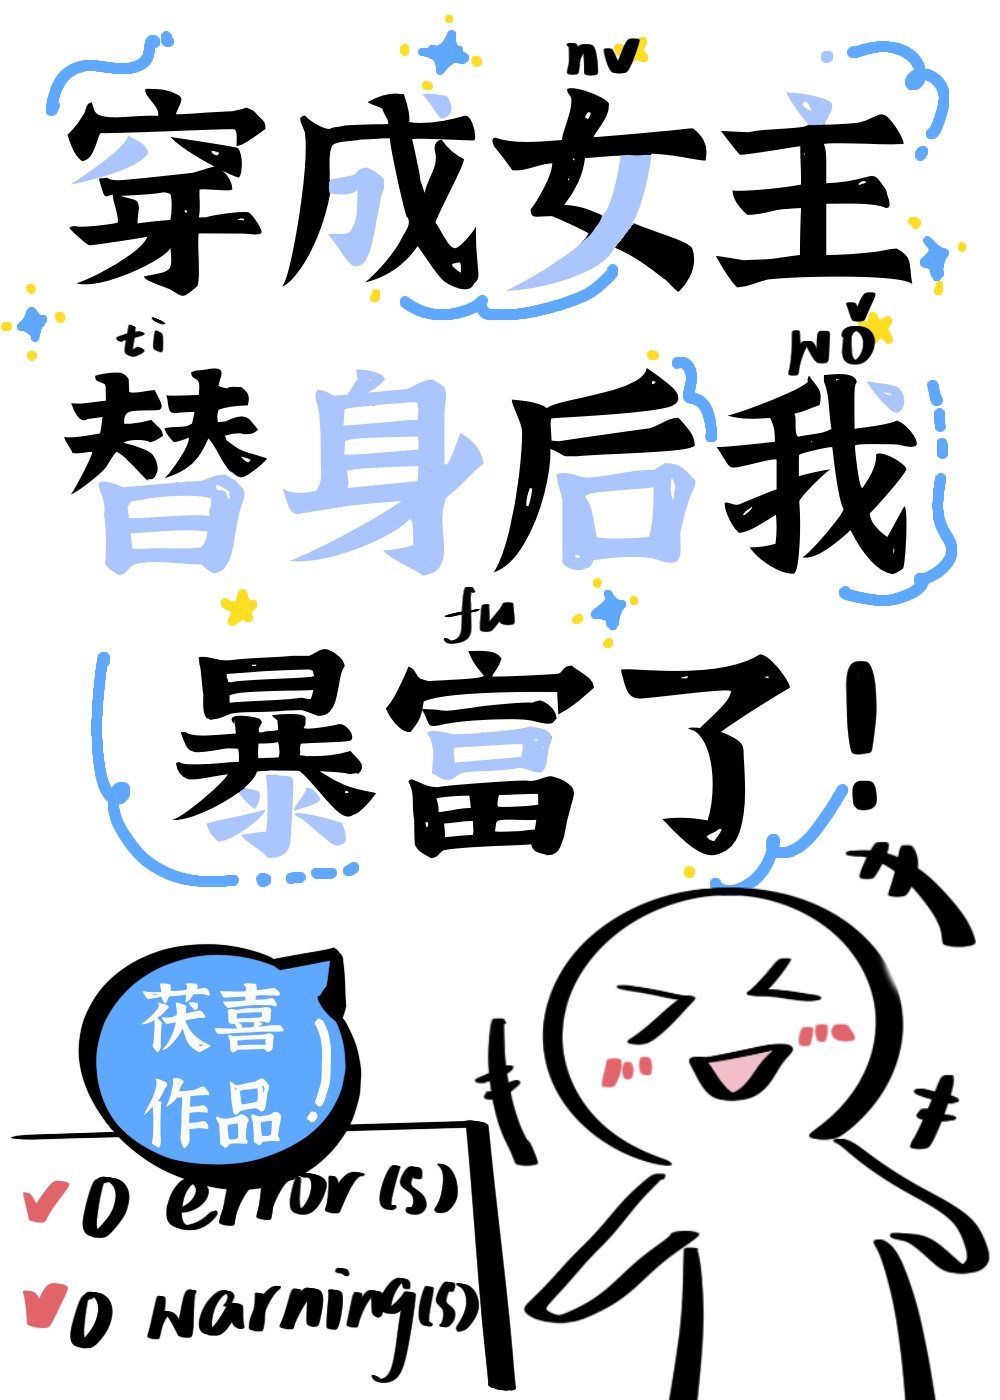 nv
穿成女主
ti wǒ
替身后我
fu
暴富了！
茯喜
作品！
✓0 error(s)
✓0 warning(s)